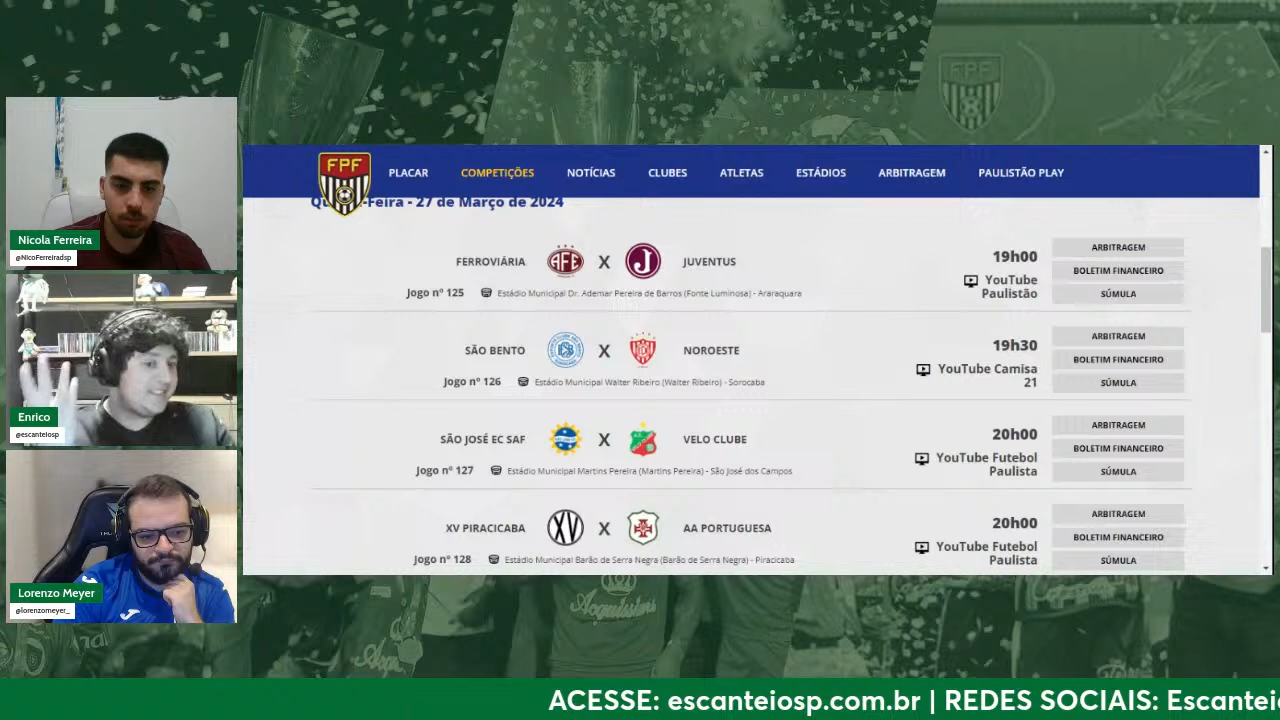 FPF
PLACAR
COMPETIÇÕES
NOTÍCIAS
CLUBES
ATLETAS
ESTÁDIOS
ARBITRAGEM
PAULISTÃO PLAY
-Feira - 27 de Março de 2024
FERROVIÁRIA AFE X J JUVENTUS
Jogo nº 125 Estádio Municipal Dr. Ademar Pereira de Barros (Fonte Luminosa) - Araraquara
19h00
YouTube
Paulistão
ARBITRAGEM
BOLETIM FINANCEIRO
SÚMULA
SÃO BENTO X NOROESTE
Jogo nº 126 Estádio Municipal Walter Ribeiro (Walter Ribeiro) - Sorocaba
19h30
YouTube Camisa
21
ARBITRAGEM
BOLETIM FINANCEIRO
SÚMULA
SÃO JOSÉ EC SAF X VELO CLUBE
Jogo nº 127 Estádio Municipal Martins Pereira (Martins Pereira) - São José dos Campos
20h00
YouTube Futebol
Paulista
ARBITRAGEM
BOLETIM FINANCEIRO
SÚMULA
XV PIRACICABA XV X AA PORTUGUESA
Jogo nº 128 Estádio Municipal Barão de Serra Negra (Barão de Serra Negra) - Piracicaba
20h00
YouTube Futebol
Paulista
ARBITRAGEM
BOLETIM FINANCEIRO
SÚMULA
Nicola Ferreira
@NicoFerreiradsp
Enrico
@escanteiosp
Lorenzo Meyer
@lorenzomeyer_
FPF
ACESSE: escanteiosp.com.br | REDES SOCIAIS: Escantei